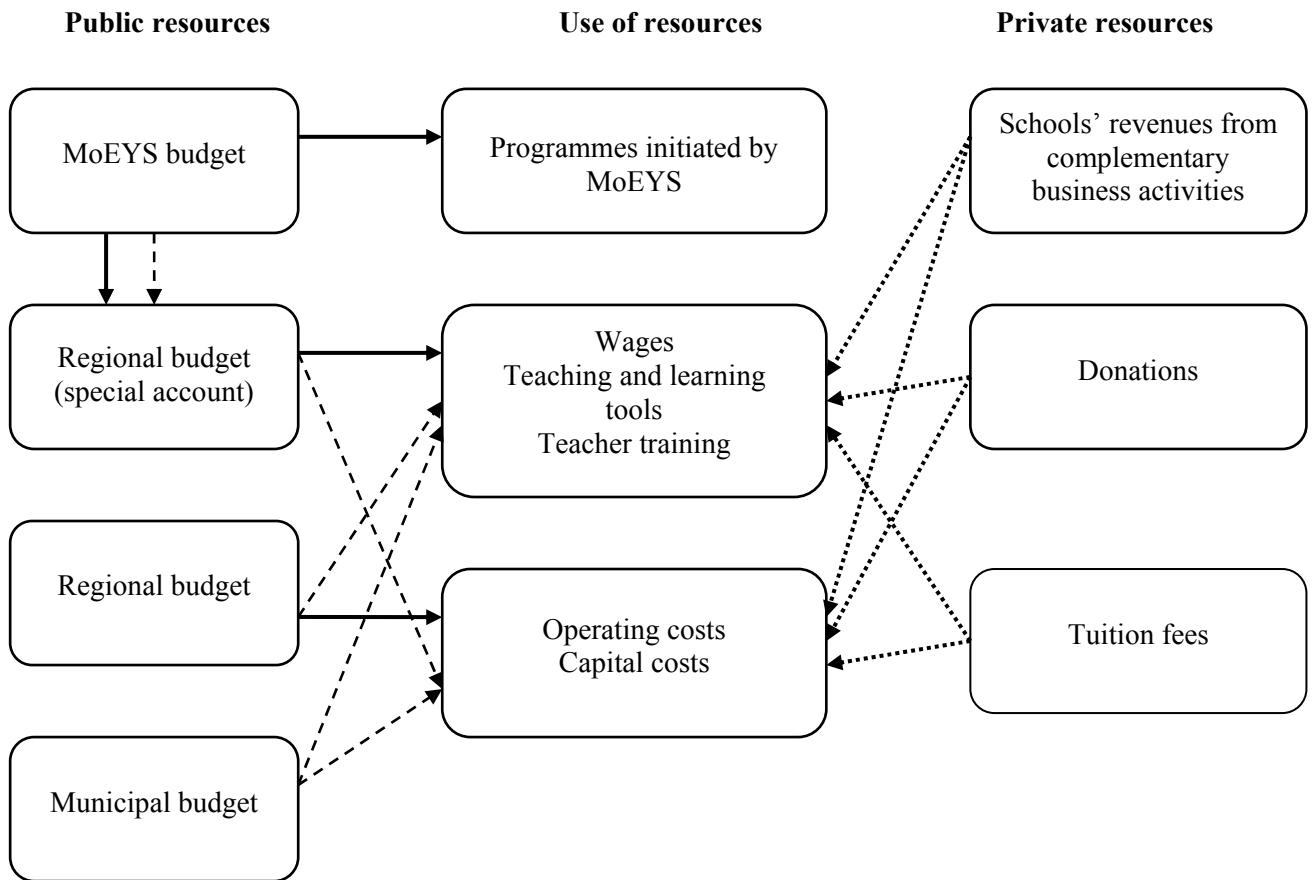 Public resources
Use of resources
Private resources
MoEYS budget
Programmes initiated by
MoEYS
Schools’ revenues from
complementary
business activities
Regional budget
(special account)
Wages
Teaching and learning
tools
Teacher training
Donations
Regional budget
Operating costs
Capital costs
Tuition fees
Municipal budget